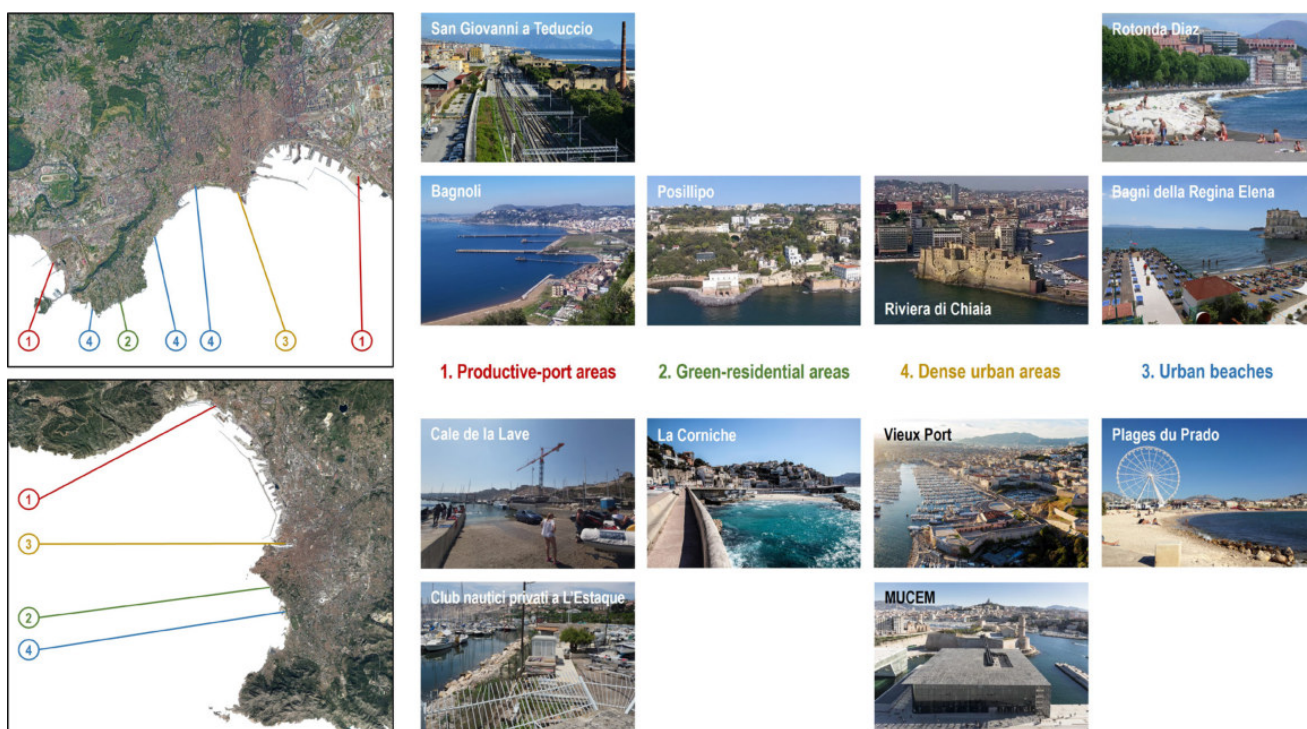 San Giovanni a Teduccio
Rotonda Diaz
Bagnoli
Posillipo
Riviera di Chiaia
Bagni della Regina Elena
1
4
2
4
4
3
1
1. Productive-port areas
2. Green-residential areas
4. Dense urban areas
3. Urban beaches
1
3
2
4
Cale de la Lave
La Corniche
Vieux Port
Plages du Prado
Club nautici privati a L'Estaque
MUCEM